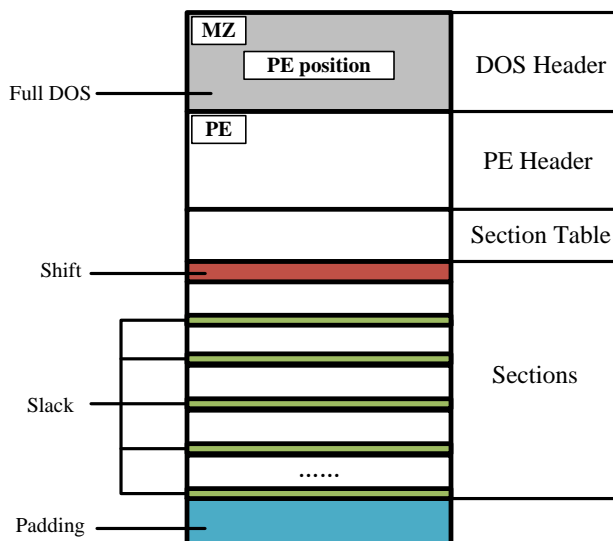 MZ
PE position
DOS Header
Full DOS
PE
PE Header
Section Table
Shift
Sections
Slack
......
Padding